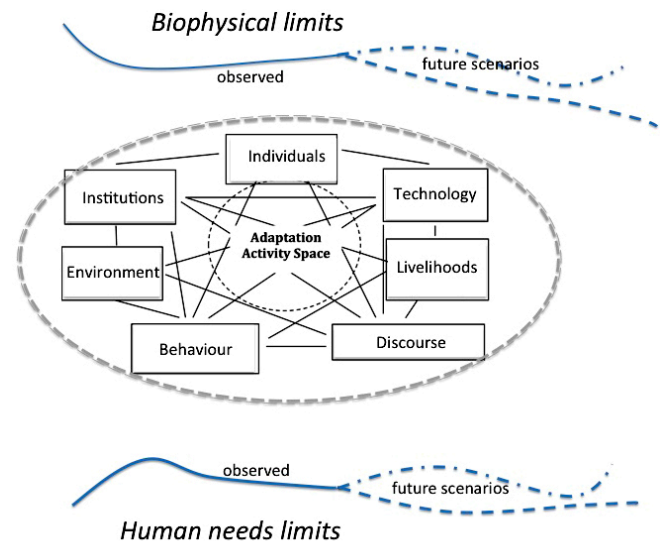 Biophysical limits
observed
future scenarios
Individuals
Institutions
Technology
Adaptation
Activity Space
Environment
Livelihoods
Behaviour
Discourse
observed
future scenarios
Human needs limits